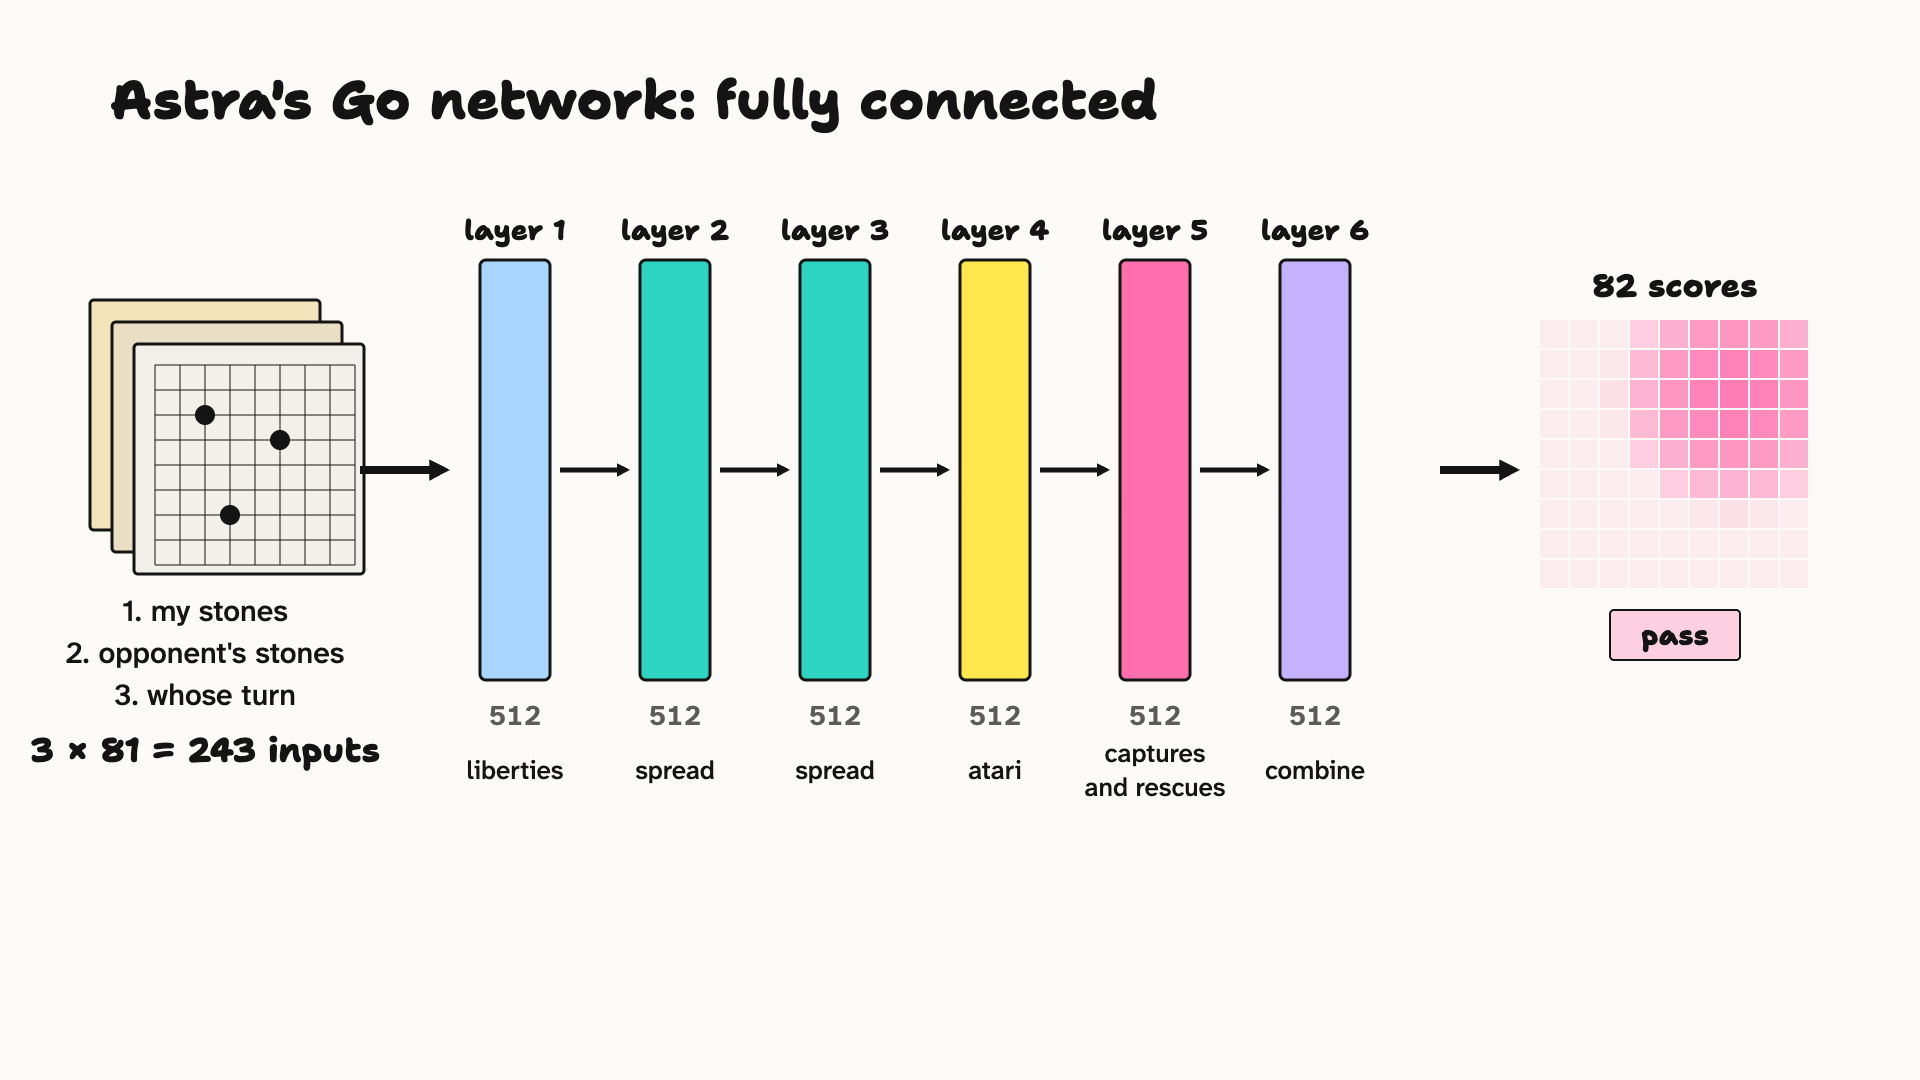 Astra's Go network: fully connected
layer 1
layer 2
layer 3
layer 4
layer 5
layer 6
82 scores
1. my stones
2. opponent's stones
3. whose turn
3 × 81 = 243 inputs
512
512
512
512
512
512
liberties
spread
spread
atari
captures
and rescues
combine
pass